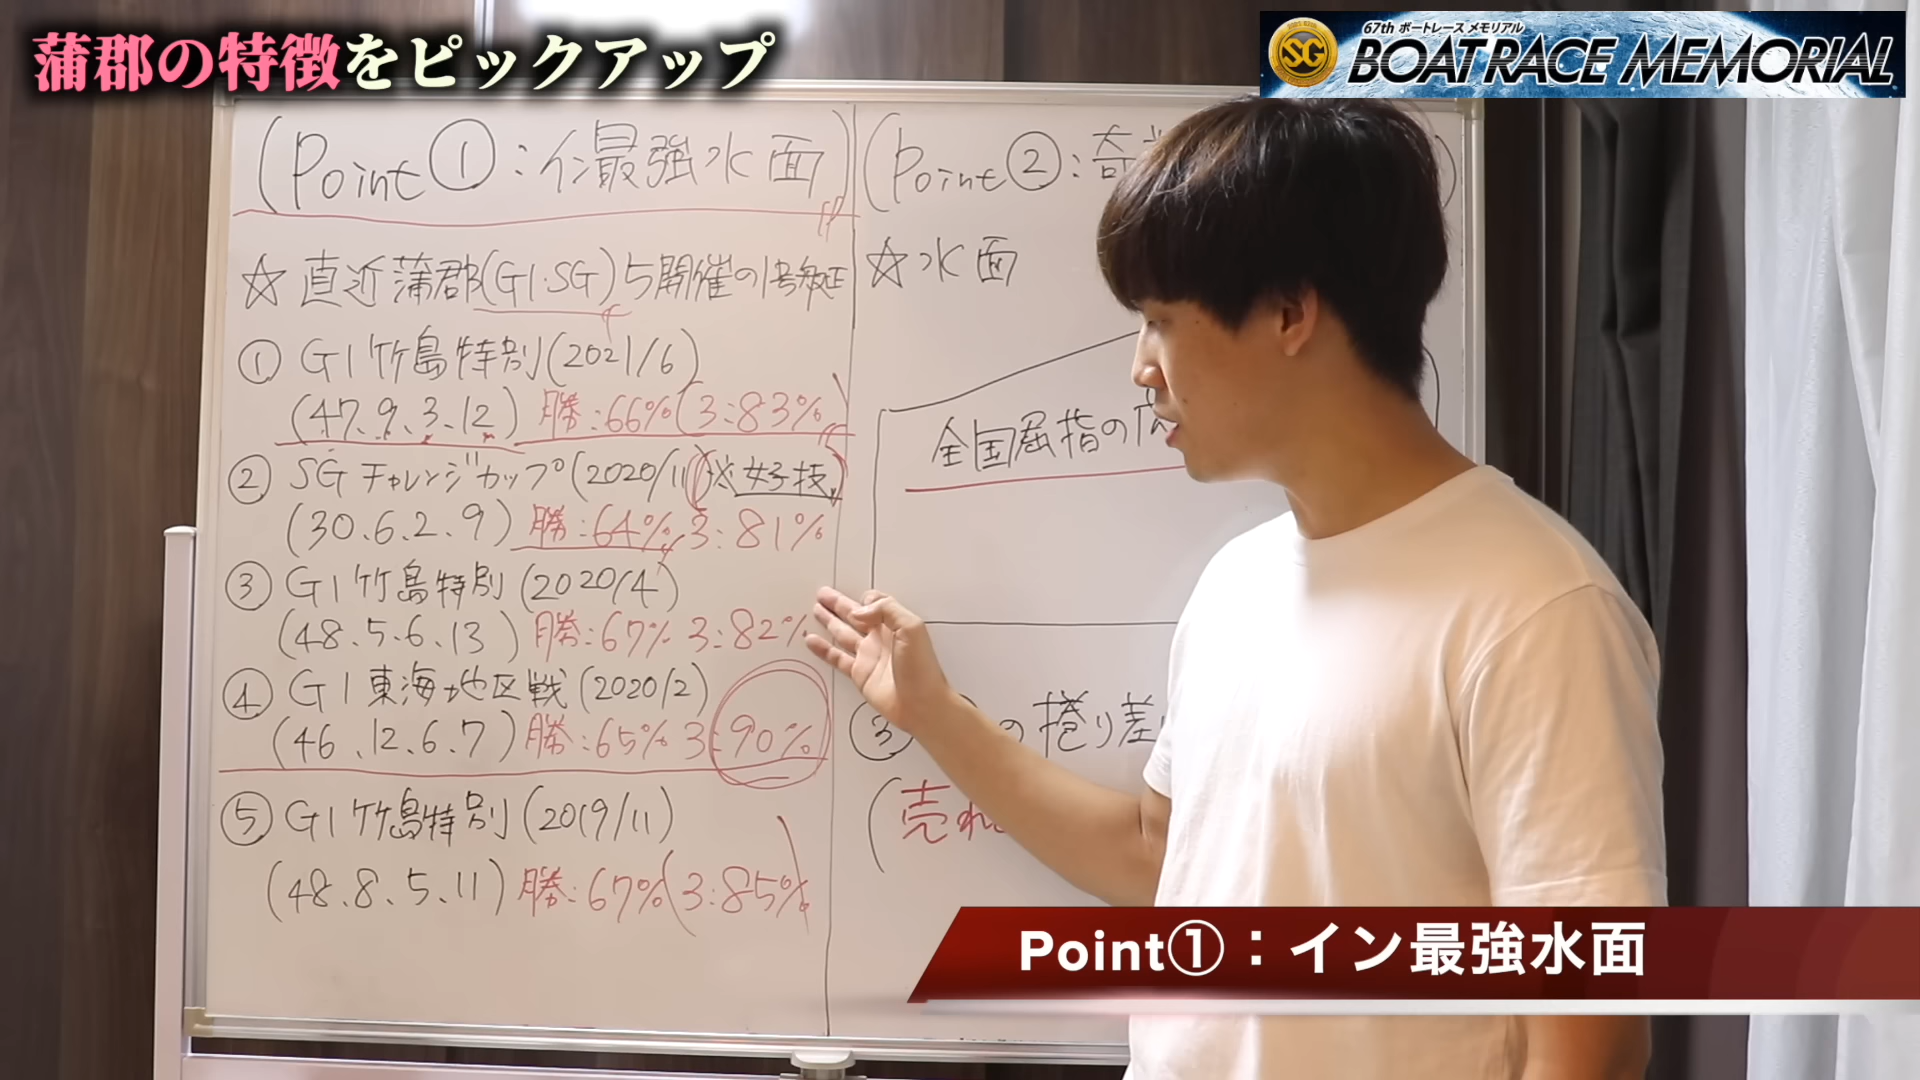 蒲郡の特徴をピックアップ
SG
67th ボートレース メモリアル
BOAT RACE MEMORIAL
(Point①:イン最強水面)
☆直近蒲郡(G1・SG)5開催の1号艇
①G1竹島特別(2021/6)
(47.9.3.12) 勝:66% (3:83%)
②SGチャレンジカップ(2020/11)(※女子抜)
(30.6.2.9) 勝:64% 3:81%
③G1竹島特別(2020/4)
(48.5.6.13) 勝:67% 3:82%
④G1東海地区戦(2020/2)
(46.12.6.7) 勝:65% 3:90%
⑤G1竹島特別(2019/11)
(48.8.5.11) 勝:67% (3:85%)
(Point②:奇
☆水面
全国屈指の広
③ の捲り差
(売れ
Point①：イン最強水面